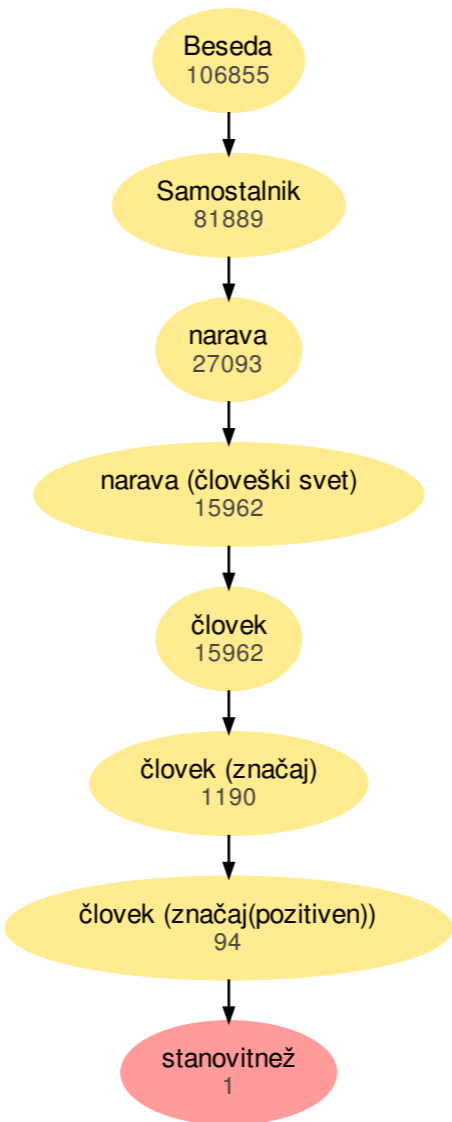 Beseda
106855
Samostalnik
81889
narava
27093
narava (človeški svet)
15962
človek
15962
človek (značaj)
1190
človek (značaj(pozitiven))
94
stanovitnež
1